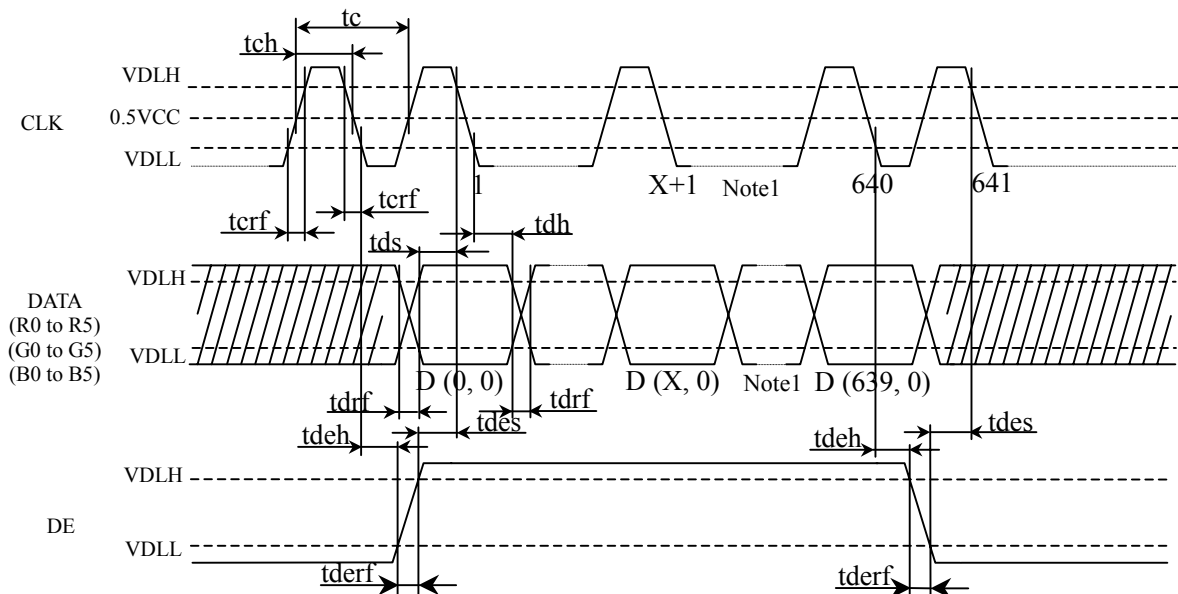 tc
tch
VDLH
CLK
0.5VCC
VDLL
1
X+1
Note1
640
641
tcrf
tcrf
tds
tdh
VDLH
DATA
(R0 to R5)
(G0 to G5)
(B0 to B5)
VDLL
D (0, 0)
D (X, 0)
Note1
D (639, 0)
tdrf
tdrf
tdeh
tdes
tdeh
tdes
VDLH
DE
VDLL
tderf
tderf